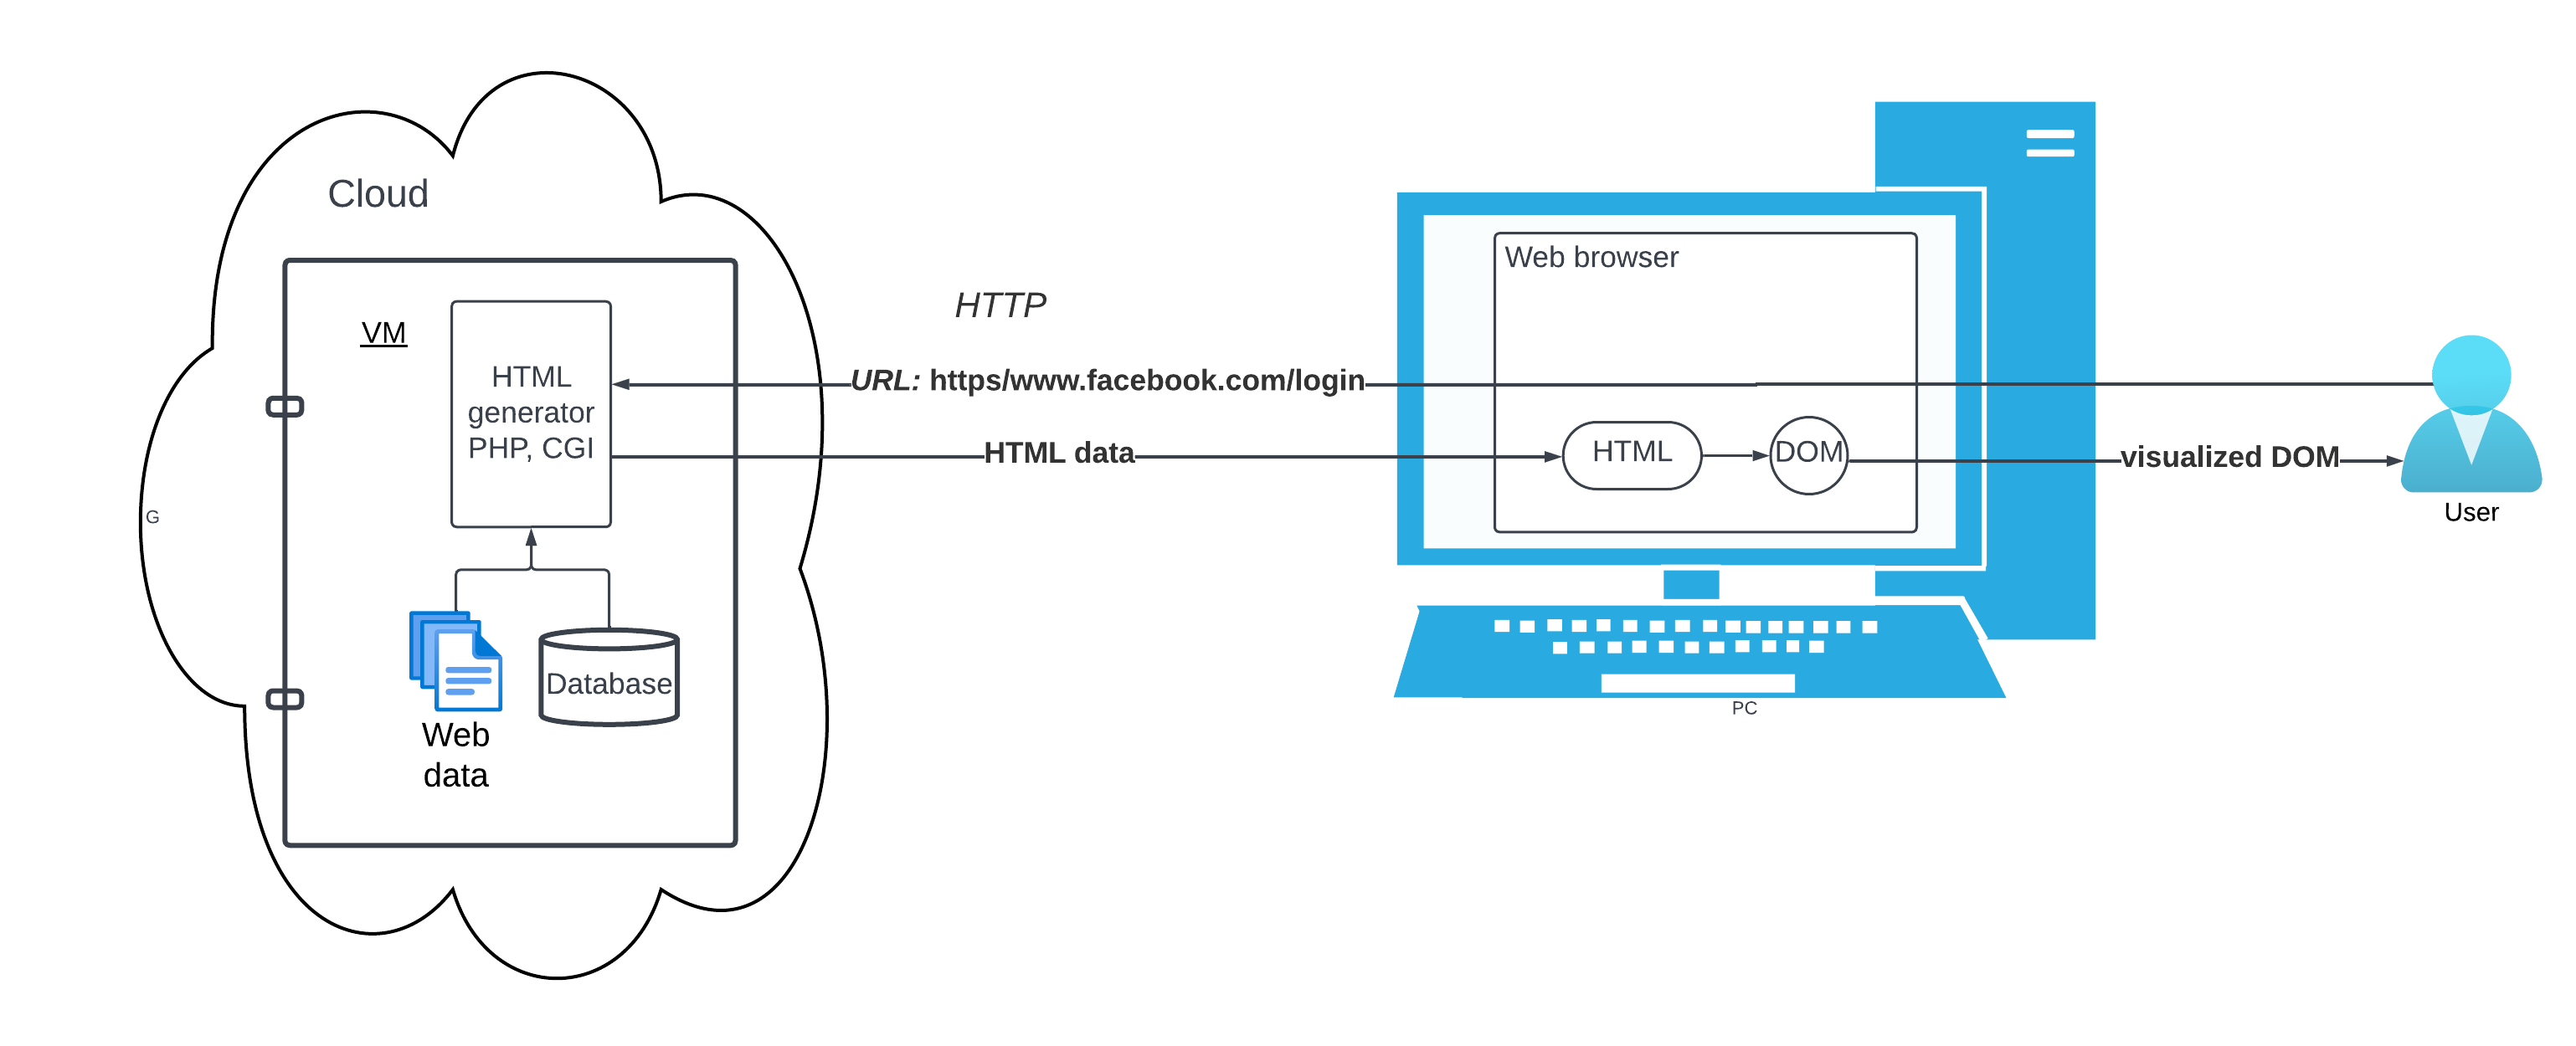 Cloud
VM
HTML
generator
PHP, CGI
G
Database
Web
data
HTTP
URL: https/www.facebook.com/login
HTML data
Web browser
HTML
DOM
visualized DOM
User
PC